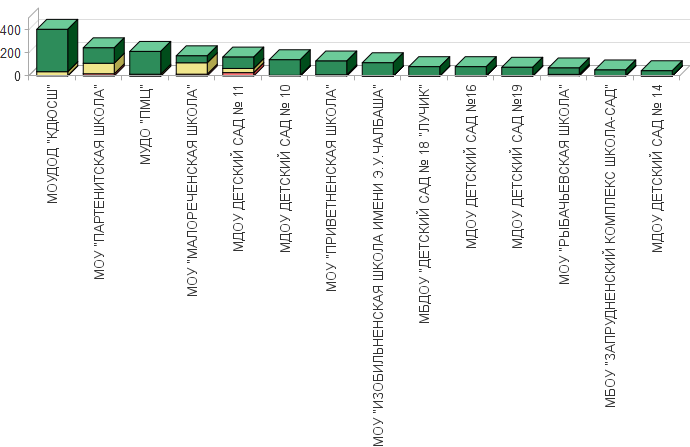 400
200
0
МОУДОД "КДЮСШ"
МОУ "ПАРТЕНИТСКАЯ ШКОЛА"
МУДО "ПМЦ"
МОУ "МАЛОРЕЧЕНСКАЯ ШКОЛА"
МДОУ ДЕТСКИЙ САД № 11
МДОУ ДЕТСКИЙ САД № 10
МОУ "ПРИВЕТНЕНСКАЯ ШКОЛА"
МОУ "ИЗОБИЛЬНЕНСКАЯ ШКОЛА ИМЕНИ Э.У.ЧАЛБАША"
МБДОУ "ДЕТСКИЙ САД № 18 "ЛУЧИК"
МДОУ ДЕТСКИЙ САД №16
МДОУ ДЕТСКИЙ САД №19
МОУ "РЫБАЧЬЕВСКАЯ ШКОЛА"
МБОУ "ЗАПРУДНЕНСКИЙ КОМПЛЕКС ШКОЛА-САД"
МДОУ ДЕТСКИЙ САД № 14